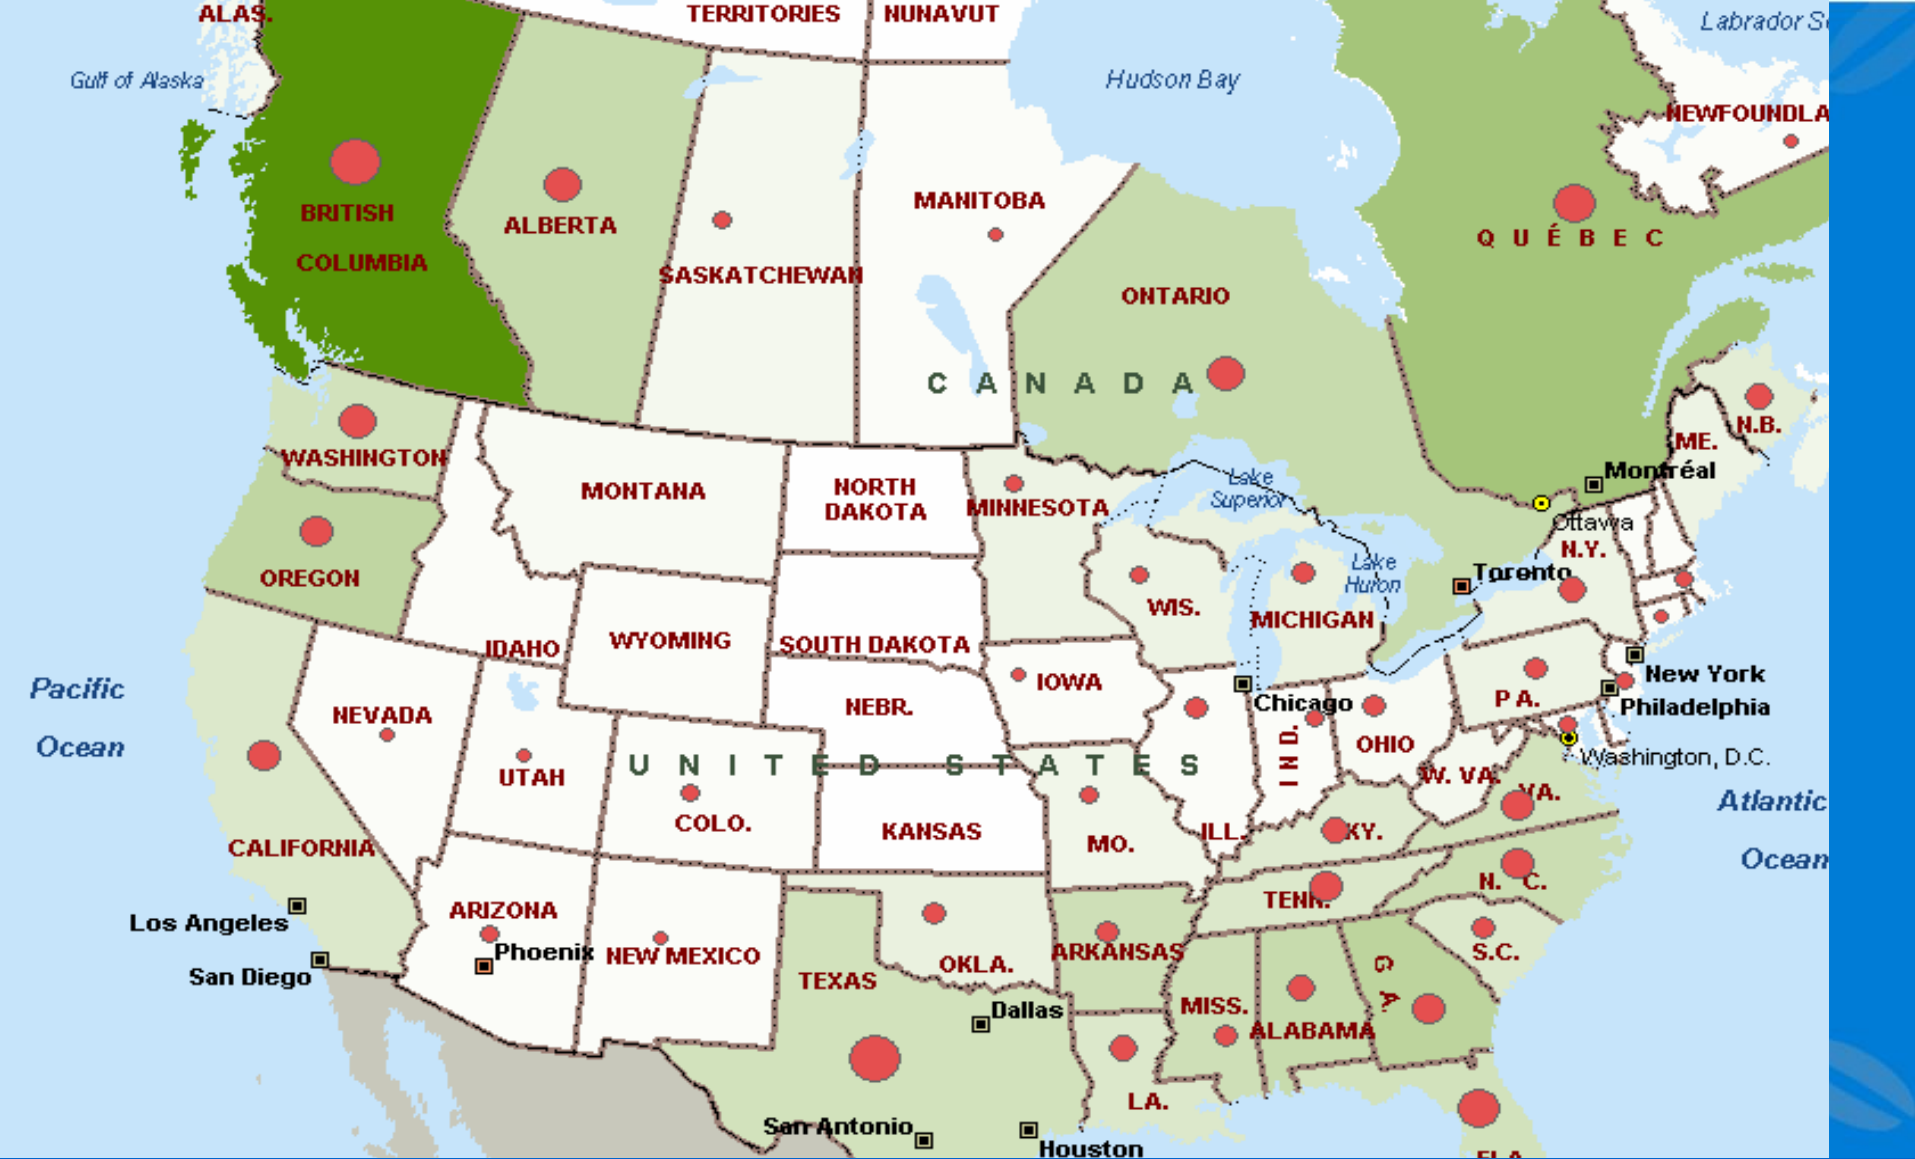 ALAS.
TERRITORIES
NUNAVUT
Gulf of Alaska
Hudson Bay
NEWFOUNDLA
BRITISH
COLUMBIA
ALBERTA
SASKATCHEWAN
MANITOBA
ONTARIO
QUÉBEC
CANADA
WASHINGTON
OREGON
MONTANA
NORTH
DAKOTA
MINNESOTA
Lake
Superior
Lake
Huron
Montréal
Ottawa
Toronto
N.B.
ME.
N.Y.
IDAHO
WYOMING
SOUTH DAKOTA
WIS.
MICHIGAN
IOWA
NEBR.
Chicago
New York
Philadelphia
PA.
Washington, D.C.
Pacific
Ocean
NEVADA
UTAH
COLO.
UNITED STATES
KANSAS
MO.
ILL.
IND.
OHIO
W. VA.
VA.
KY.
Atlantic
Ocean
CALIFORNIA
Los Angeles
San Diego
ARIZONA
Phoenix
NEW MEXICO
TEXAS
OKLA.
ARKANSAS
TENN.
N. C.
S.C.
MISS.
ALABAMA
GA.
LA.
Dallas
San Antonio
Houston